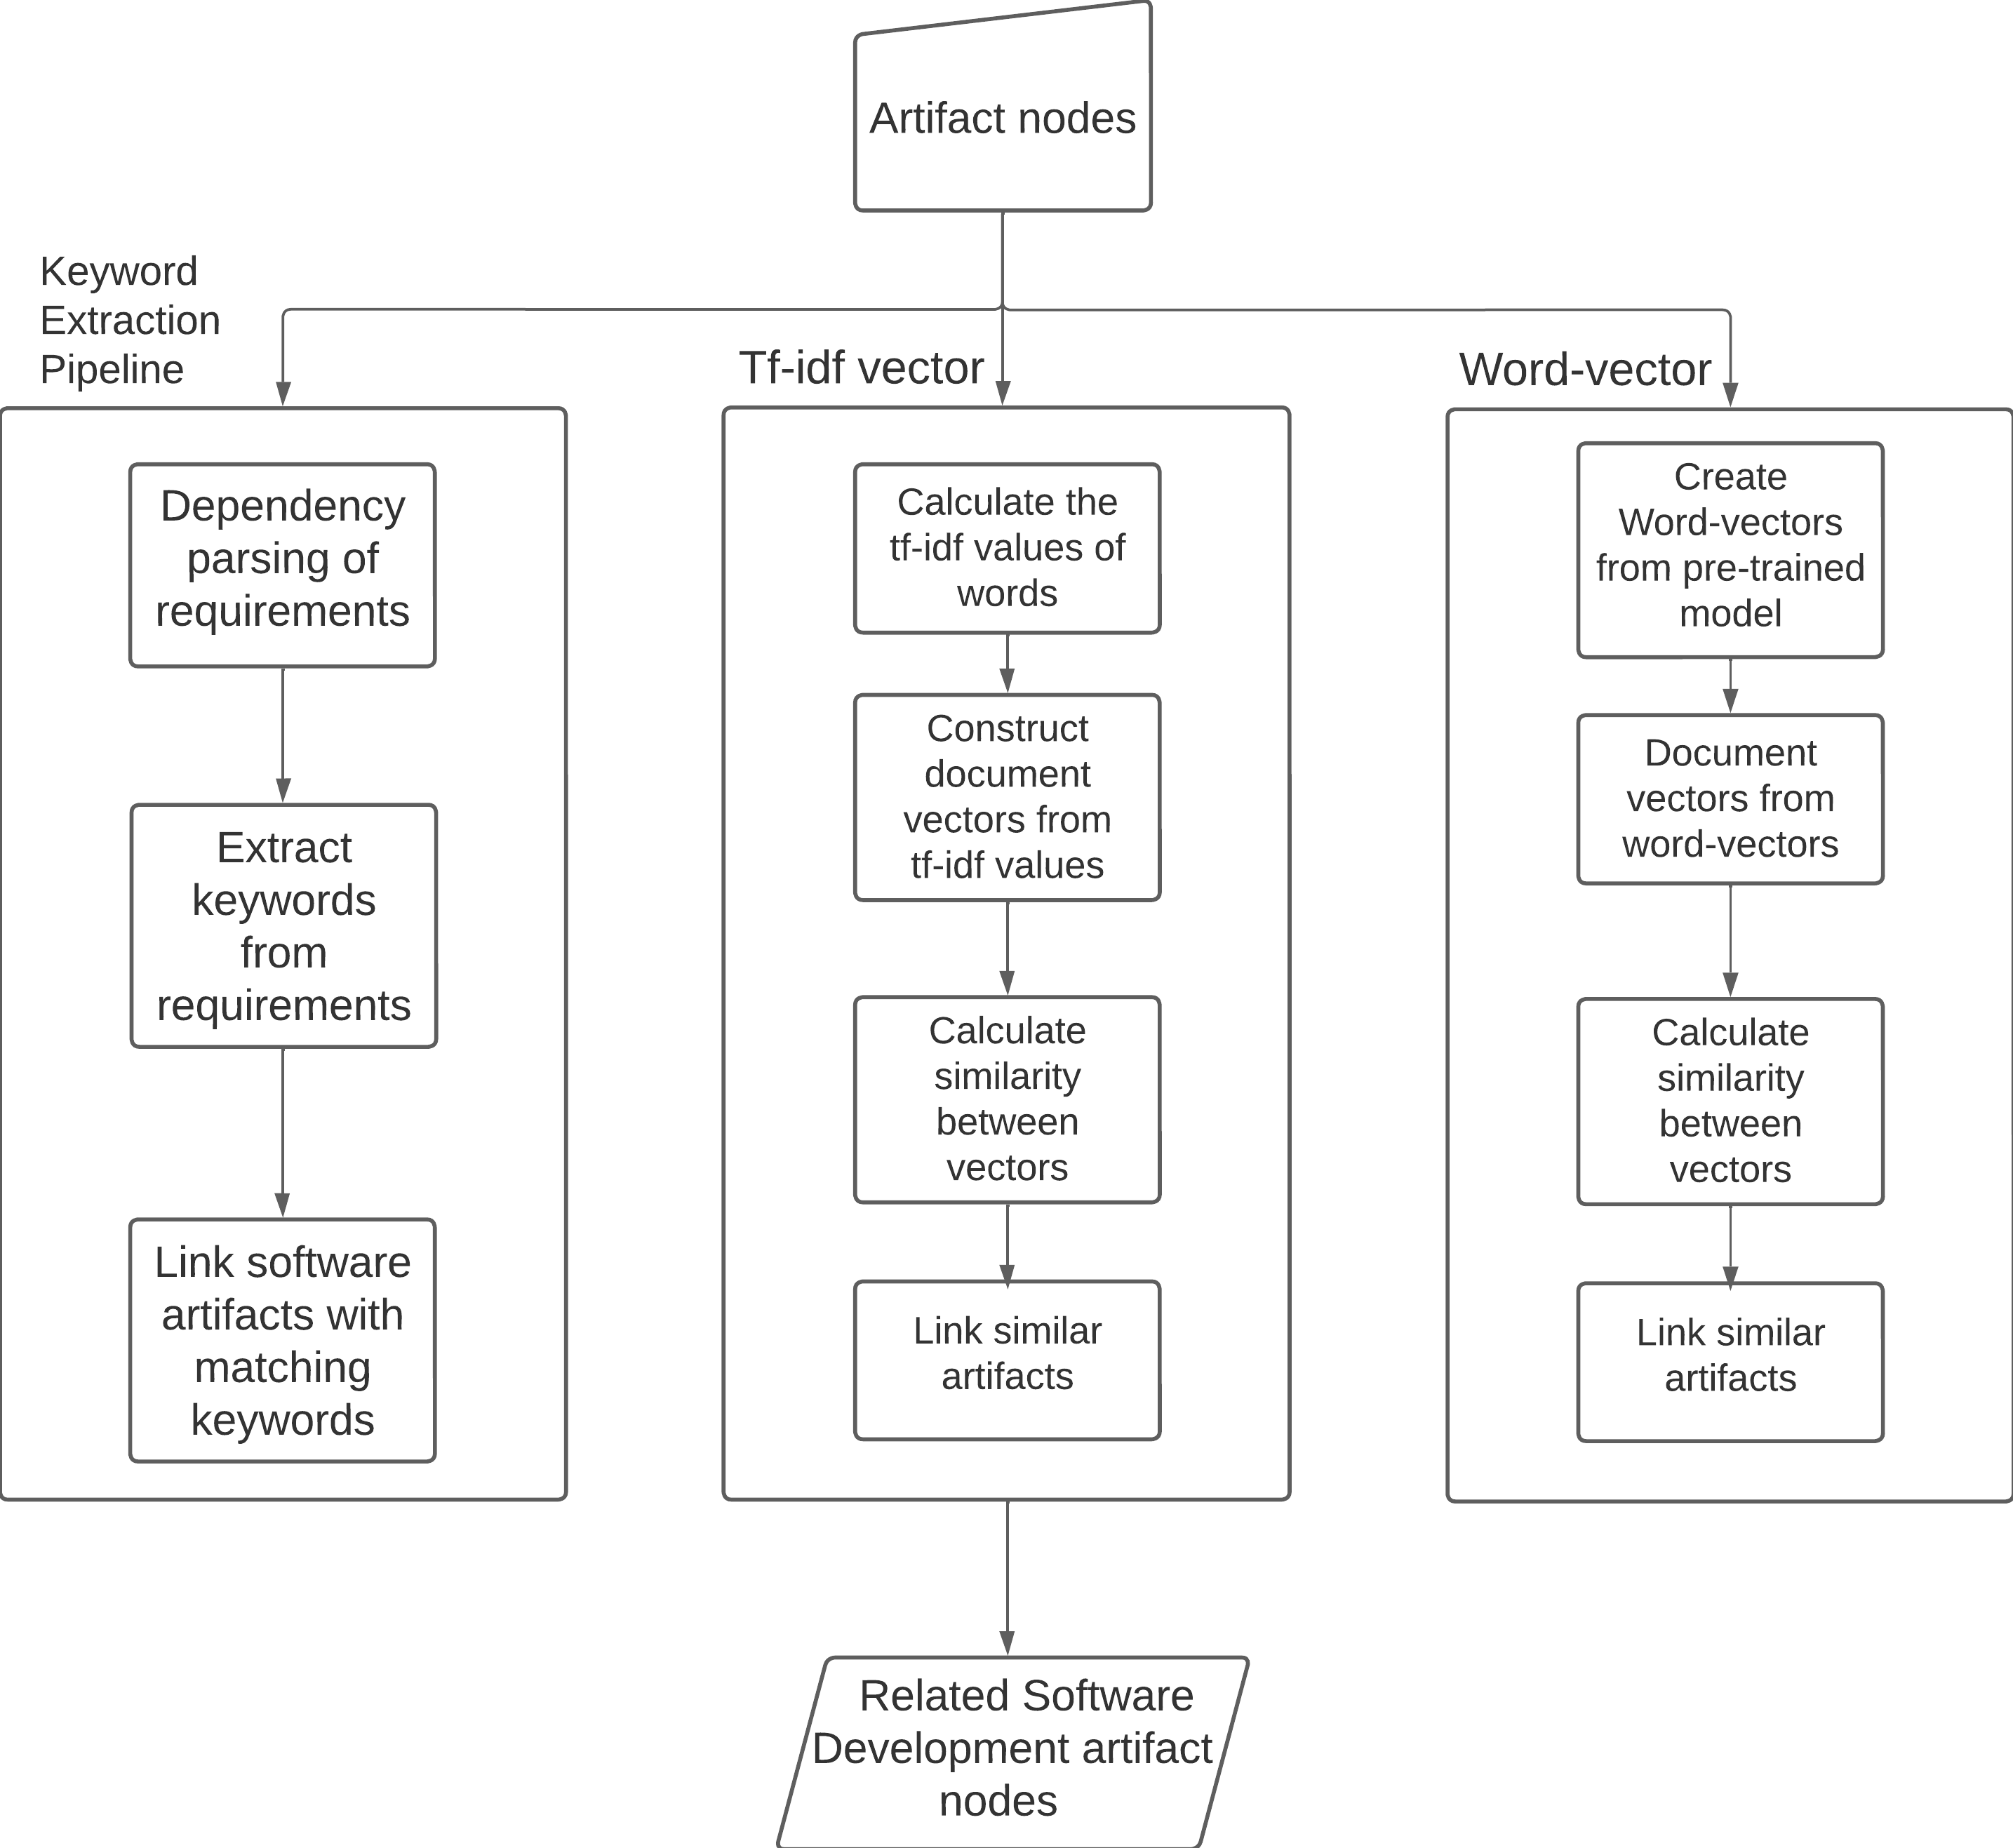 Artifact nodes
Keyword
Extraction
Pipeline
Tf-idf vector
Word-vector
Dependency
parsing of
requirements
Extract
keywords
from
requirements
Link software
artifacts with
matching
keywords
Calculate the
tf-idf values of
words
Construct
document
vectors from
tf-idf values
Calculate
similarity
between
vectors
Link similar
artifacts
Create
Word-vectors
from pre-trained
model
Document
vectors from
word-vectors
Calculate
similarity
between
vectors
Link similar
artifacts
Related Software
Development artifact
nodes